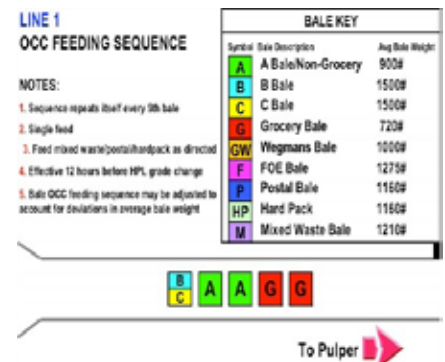 LINE 1
OCC FEEDING SEQUENCE
NOTES:
1. Sequence repeats itself every 9th bale
2. Single feed
3. Feed mixed waste/postal/hardpack as directed
4. Effective 12 hours before HPL grade change
5. Bale OCC feeding sequence may be adjusted to
account for deviations in average bale weight
BALE KEY
Symbol Bale Description Avg Bale Weight
A A Bale/Non-Grocery 900#
B B Bale 1500#
C C Bale 1500#
G Grocery Bale 720#
GW Wegmans Bale 1000#
F FOE Bale 1275#
P Postal Bale 1160#
HP Hard Pack 1160#
M Mixed Waste Bale 1210#
B
C A A G G
To Pulper